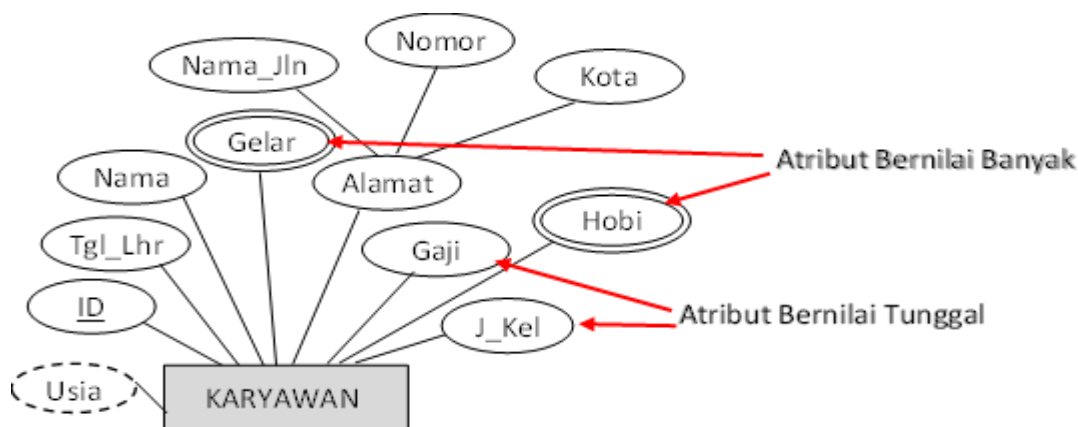 Nomor
Nama_Jln
Kota
Gelar
Atribut Bernilai Banyak
Nama
Alamat
Hobi
Tgl_Lhr
Gaji
ID
Atribut Bernilai Tunggal
J_Kel
Usia
KARYAWAN